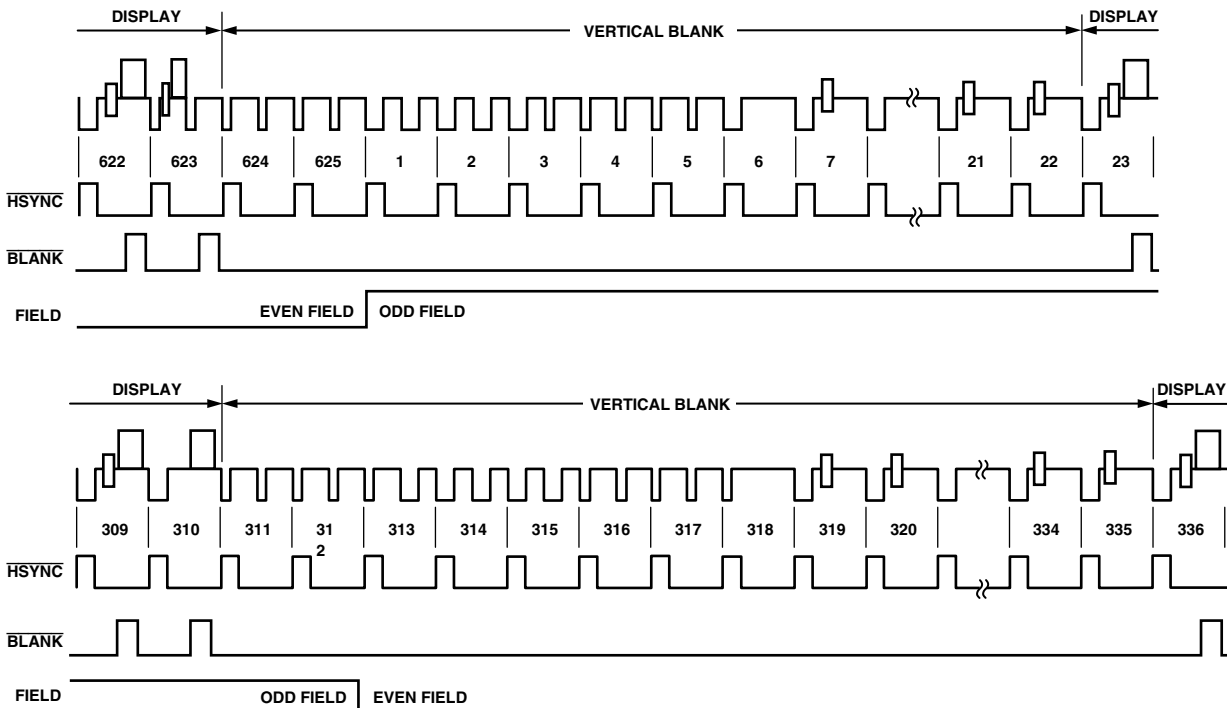 DISPLAY VERTICAL BLANK DISPLAY
622 623 624 625 1 2 3 4 5 6 7 21 22 23
HSYNC
BLANK
FIELD EVEN FIELD ODD FIELD
DISPLAY VERTICAL BLANK DISPLAY
309 310 311 31 313 314 315 316 317 318 319 320 334 335 336
2
HSYNC
BLANK
FIELD ODD FIELD EVEN FIELD